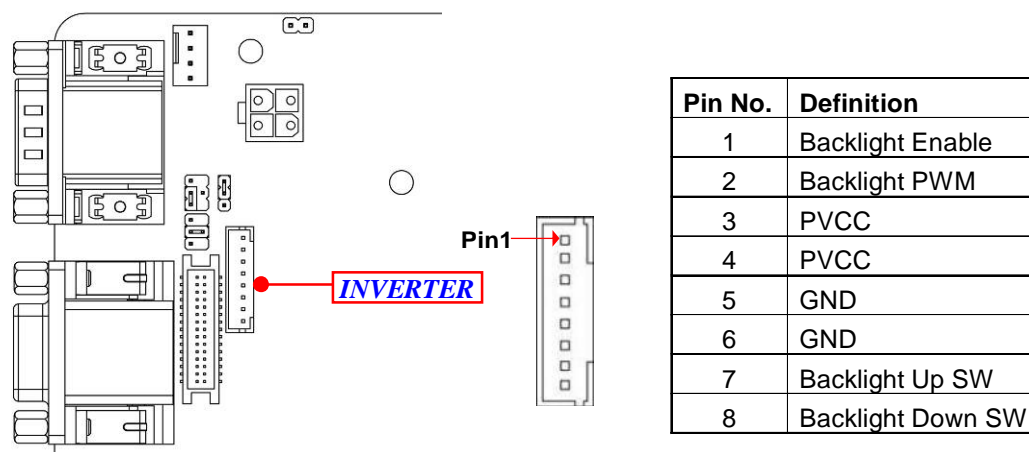 INVERTER
Pin1
Pin No. Definition
1 Backlight Enable
2 Backlight PWM
3 PVCC
4 PVCC
5 GND
6 GND
7 Backlight Up SW
8 Backlight Down SW